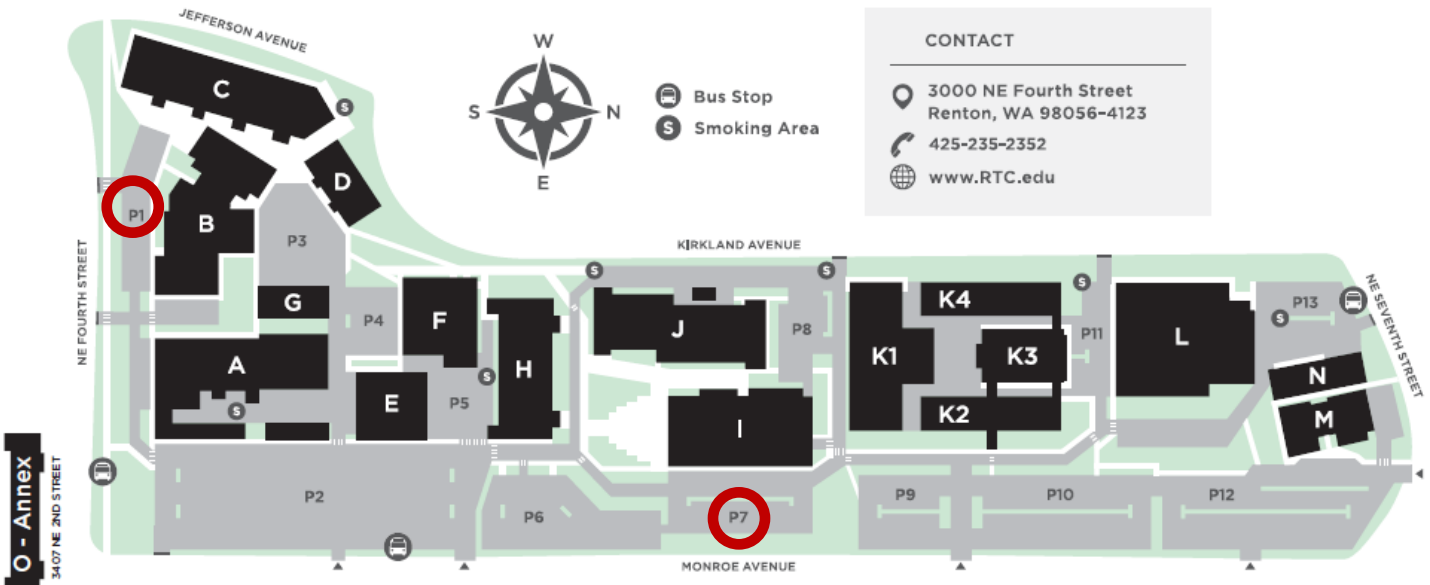 JEFFERSON AVENUE
C
S
W
S
N
E
Bus Stop
S
Smoking Area
CONTACT
3000 NE Fourth Street
Renton, WA 98056-4123
425-235-2352
www.RTC.edu
D
P1
B
P3
NE FOURTH STREET
KIRKLAND AVENUE
S
S
S
G
P4
F
J
P8
K4
K1
K3
P11
L
P13
S
NE SEVENTH STREET
A
S
E
S
P5
H
I
K2
N
M
O - Annex
3407 NE 2ND STREET
P2
P6
P7
P9
P10
P12
MONROE AVENUE